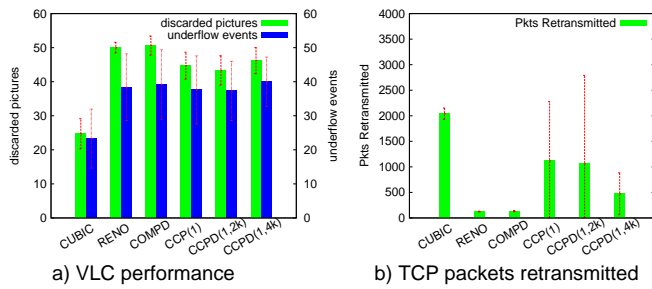 discarded pictures
underflow events
60
50
40
30
20
10
0
discarded pictures
60
50
40
30
20
10
0
underflow events
CUBIC
RENO
COMPD
CCP(1)
CCPD(1,2k)
CCPD(1,4k)
a) VLC performance
Pkts Retransmitted
4000
3500
3000
2500
2000
1500
1000
500
0
Pkts Retransmitted
CUBIC
RENO
COMPD
CCP(1)
CCPD(1,2k)
CCPD(1,4k)
b) TCP packets retransmitted